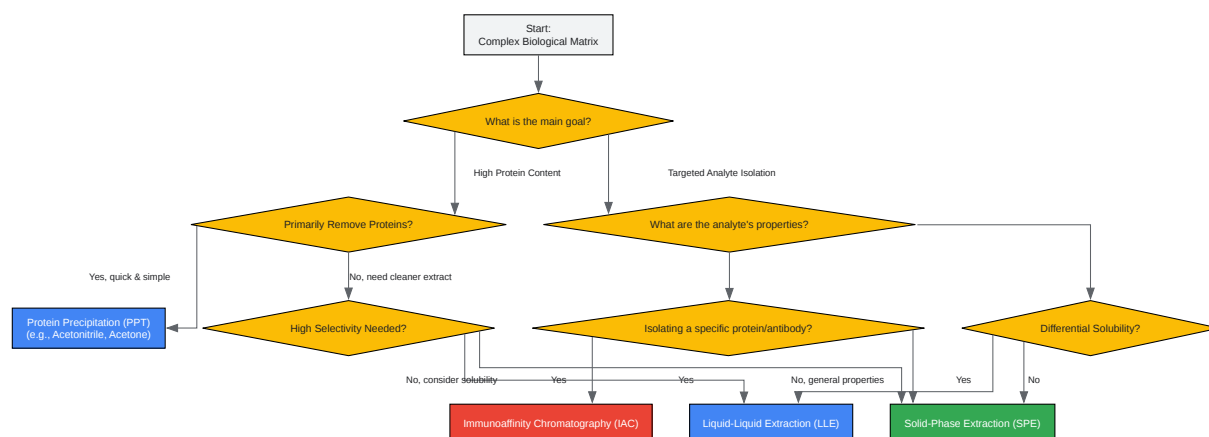 Start:
Complex Biological Matrix
What is the main goal?
High Protein Content
Targeted Analyte Isolation
Primarily Remove Proteins?
What are the analyte's properties?
Yes, quick & simple
No, need cleaner extract
Protein Precipitation (PPT)
(e.g., Acetonitrile, Acetone)
High Selectivity Needed?
Isolating a specific protein/antibody?
Differential Solubility?
No, consider solubility
Yes
Yes
No, general properties
Yes
No
Immunoaffinity Chromatography (IAC)
Liquid-Liquid Extraction (LLE)
Solid-Phase Extraction (SPE)